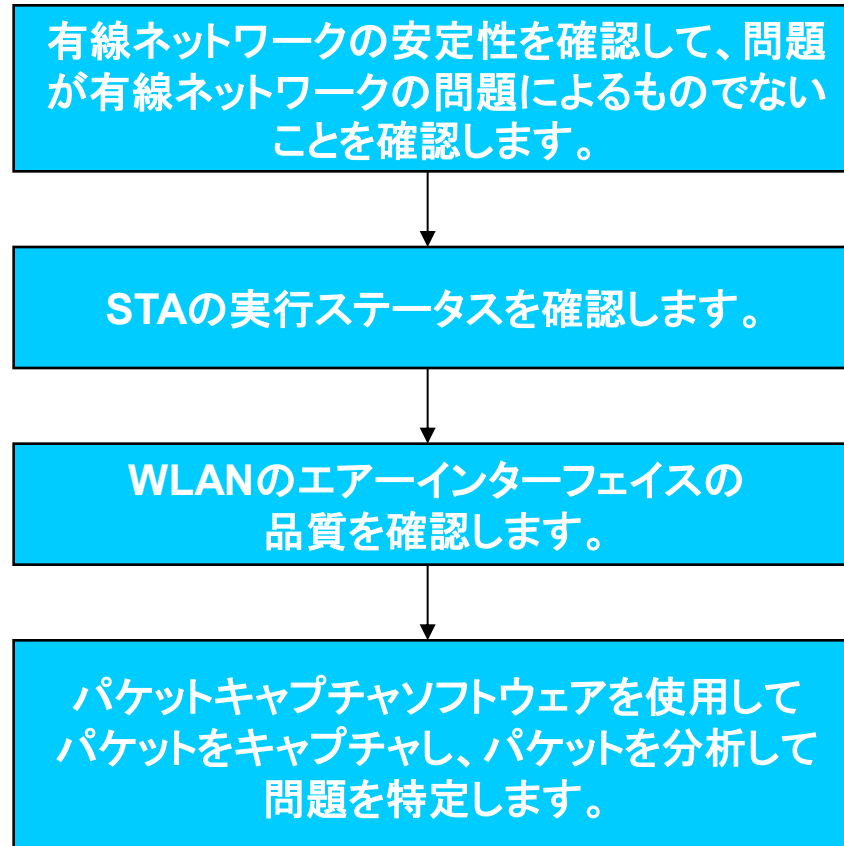 有線ネットワークの安定性を確認して、問題
が有線ネットワークの問題によるものでない
ことを確認します。
STAの実行ステータスを確認します。
WLANのエアーインターフェイスの
品質を確認します。
パケットキャプチャソフトウェアを使用して
パケットをキャプチャし、パケットを分析して
問題を特定します。